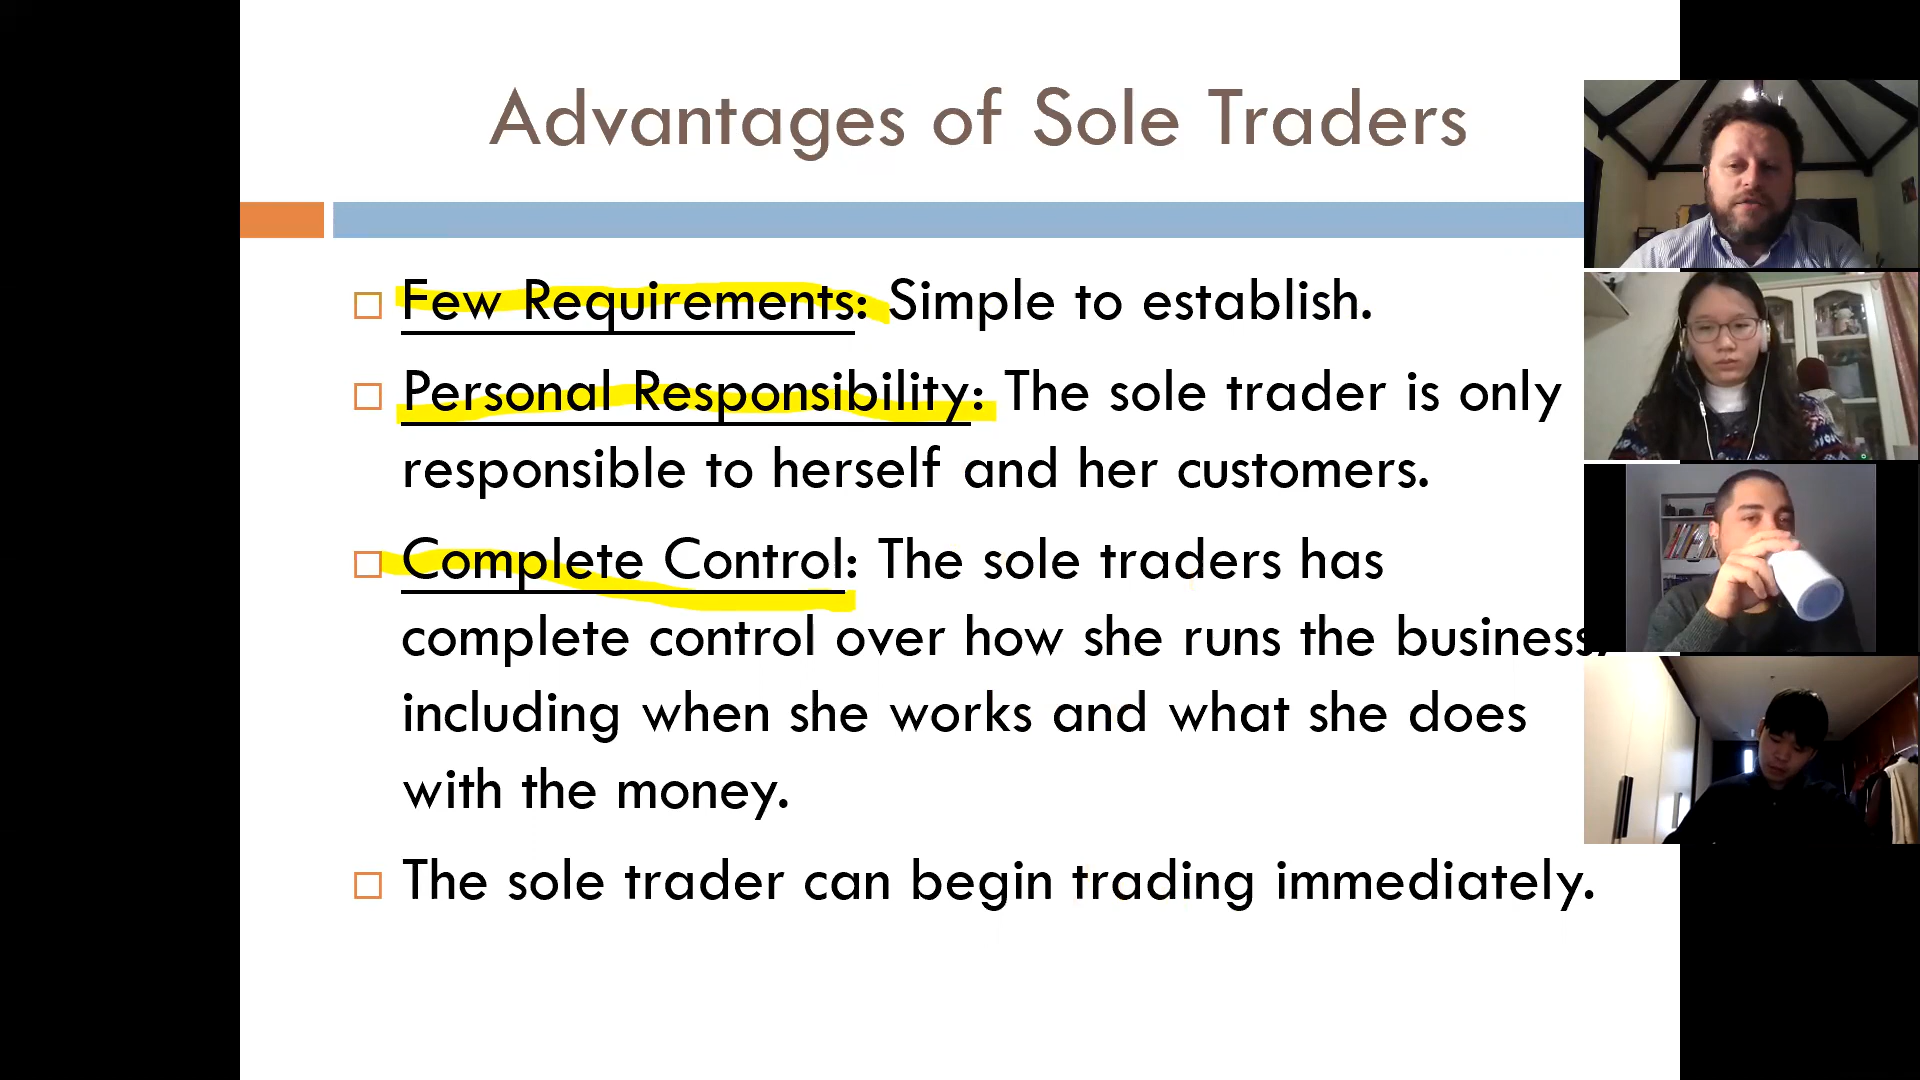 Advantages of Sole Traders
Few Requirements: Simple to establish.
Personal Responsibility: The sole trader is only
responsible to herself and her customers.
Complete Control: The sole traders has
complete control over how she runs the business,
including when she works and what she does
with the money.
The sole trader can begin trading immediately.